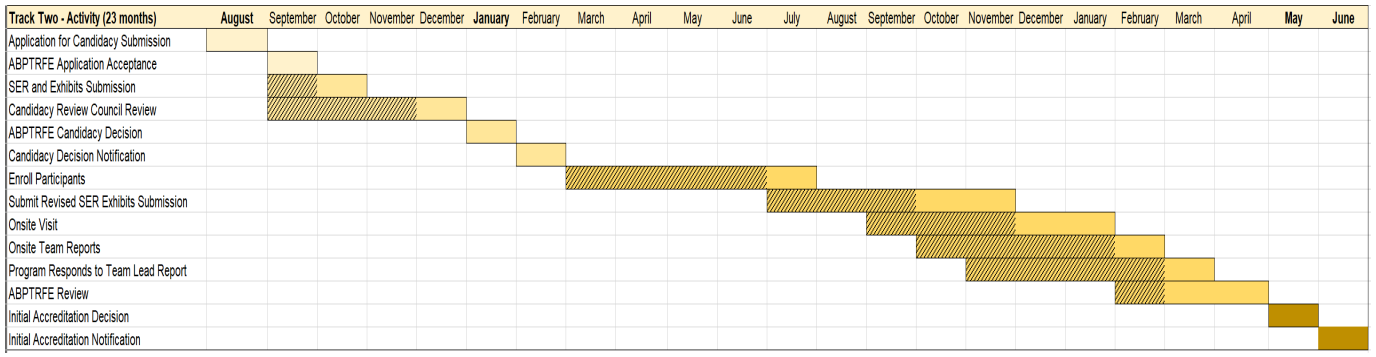 Track Two - Activity (23 months) August September October November December January February March April May June July August September October November December January February March April May June
Application for Candidacy Submission
ABPTRFE Application Acceptance
SER and Exhibits Submission
Candidacy Review Council Review
ABPTRFE Candidacy Decision
Candidacy Decision Notification
Enroll Participants
Submit Revised SER Exhibits Submission
Onsite Visit
Onsite Team Reports
Program Responds to Team Lead Report
ABPTRFE Review
Initial Accreditation Decision
Initial Accreditation Notification